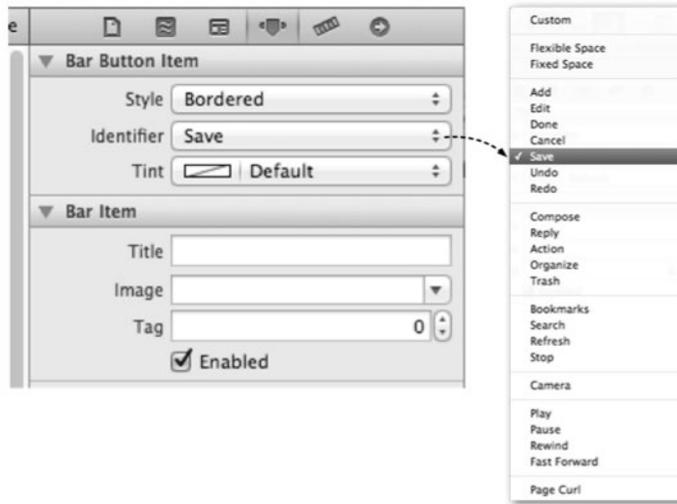 e
Bar Button Item
Style Bordered
Identifier Save
Tint Default
Bar Item
Title
Image
Tag 0
Enabled
Custom
Flexible Space
Fixed Space
Add
Edit
Done
Cancel
✓ Save
Undo
Redo
Compose
Reply
Action
Organize
Trash
Bookmarks
Search
Refresh
Stop
Camera
Play
Pause
Rewind
Fast Forward
Page Curl